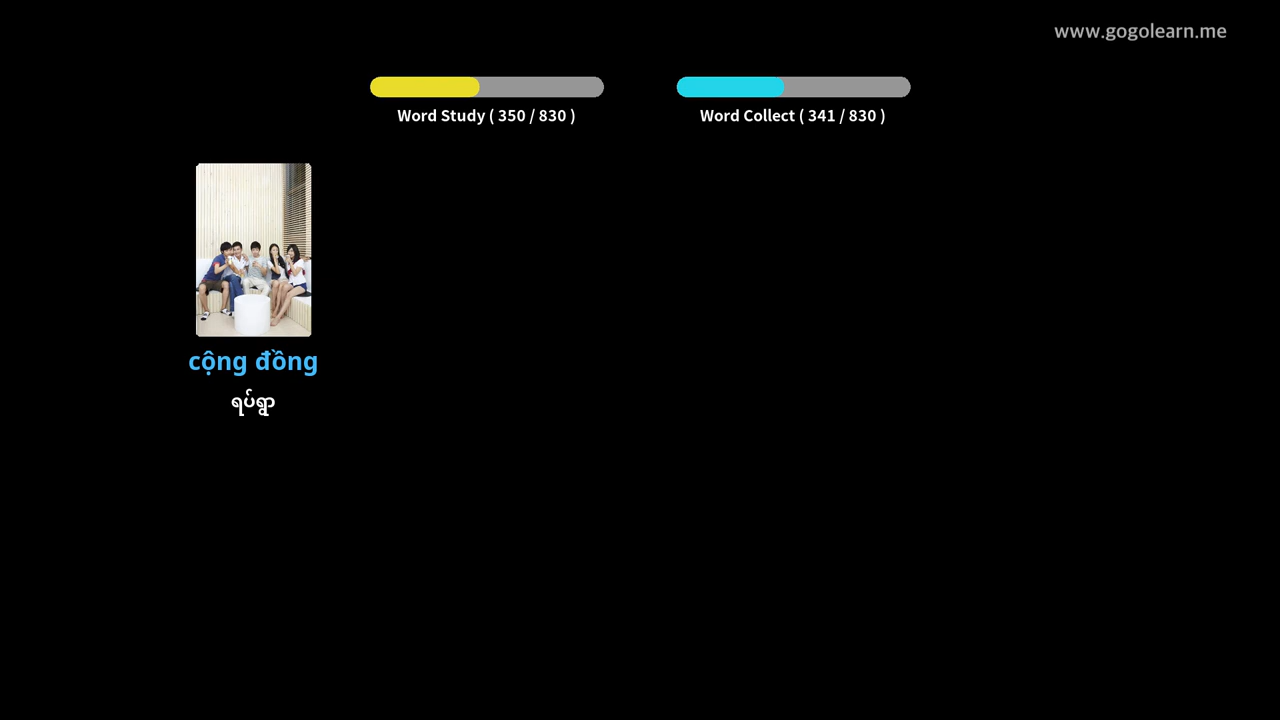 www.gogolearn.me
Word Study ( 350 / 830 )
Word Collect ( 341 / 830 )
cộng đồng
ရပ်ရွာ